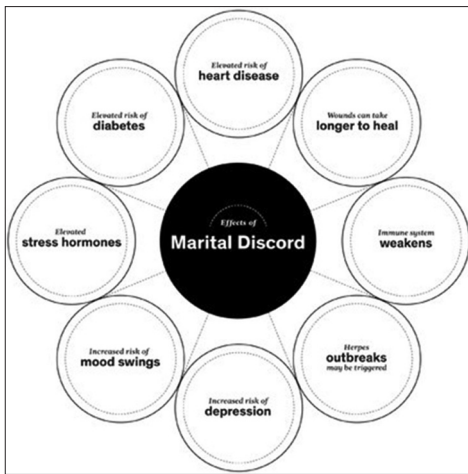 Elevated risk of
heart disease
Elevated risk of
diabetes
Wounds can take
longer to heal
Effects of
Marital Discord
Elevated
stress hormones
Immune system
weakens
Increased risk of
mood swings
Herpes
outbreaks
may be triggered
Increased risk of
depression